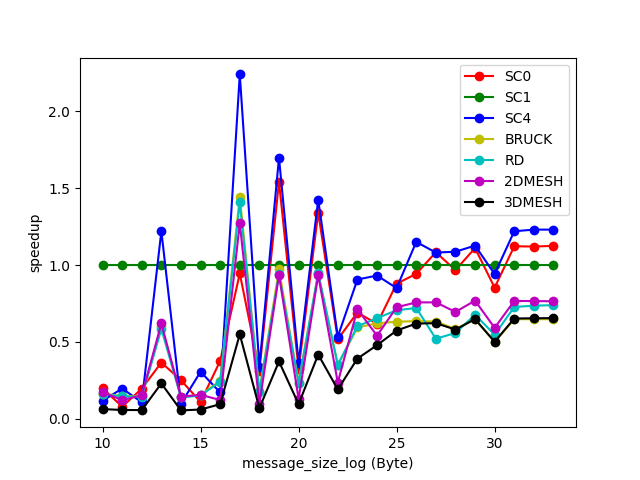 SC0
SC1
SC4
BRUCK
RD
2DMESH
3DMESH
speedup
2.0
1.5
1.0
0.5
0.0
10 15 20 25 30
message_size_log (Byte)